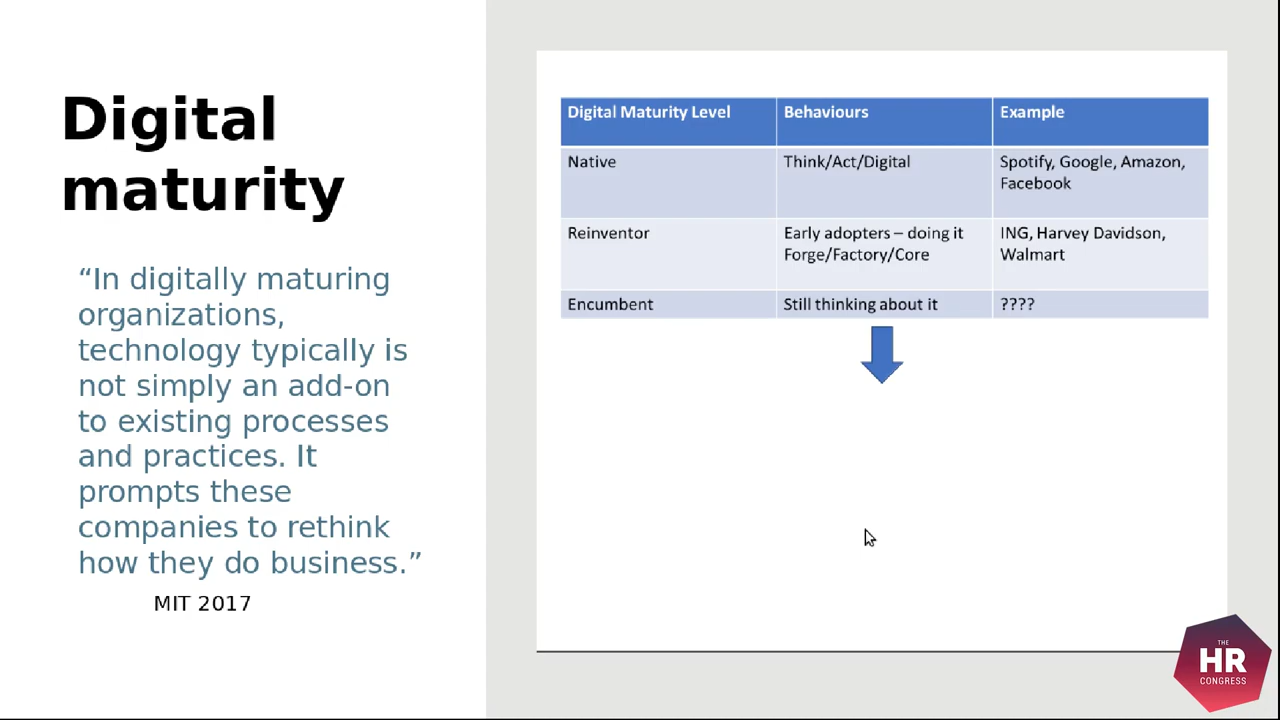 Digital
maturity
“In digitally maturing
organizations,
technology typically is
not simply an add-on
to existing processes
and practices. It
prompts these
companies to rethink
how they do business.”
MIT 2017
Digital Maturity Level
Behaviours
Example
Native
Think/Act/Digital
Spotify, Google, Amazon,
Facebook
Reinventor
Early adopters – doing it
Forge/Factory/Core
ING, Harvey Davidson,
Walmart
Encumbent
Still thinking about it
????
THE
HR
CONGRESS